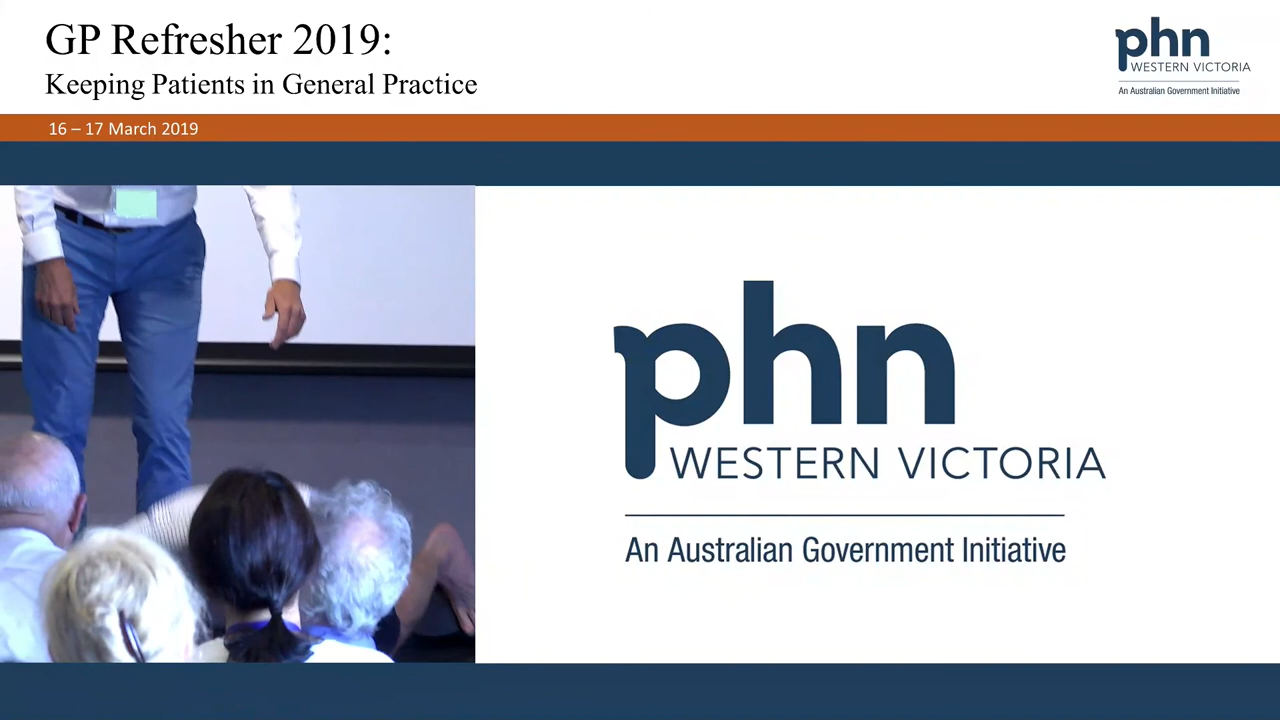 GP Refresher 2019:
Keeping Patients in General Practice
phn
WESTERN VICTORIA
An Australian Government Initiative
16 – 17 March 2019
phn
WESTERN VICTORIA
An Australian Government Initiative